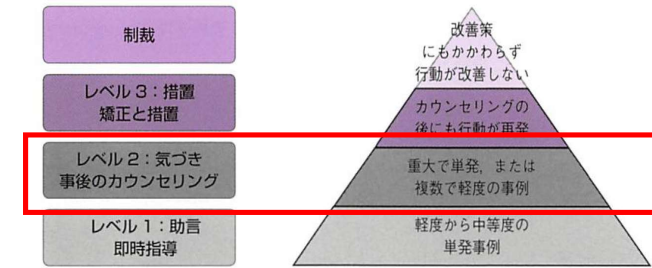 制裁
レベル 3：措置
矯正と措置
レベル 2：気づき
事後のカウンセリング
レベル 1：助言
即時指導
改善策
にもかかわらず
行動が改善しない
カウンセリングの
後にも行動が再発
重大で単発，または
複数で軽度の事例
軽度から中等度の
単発事例